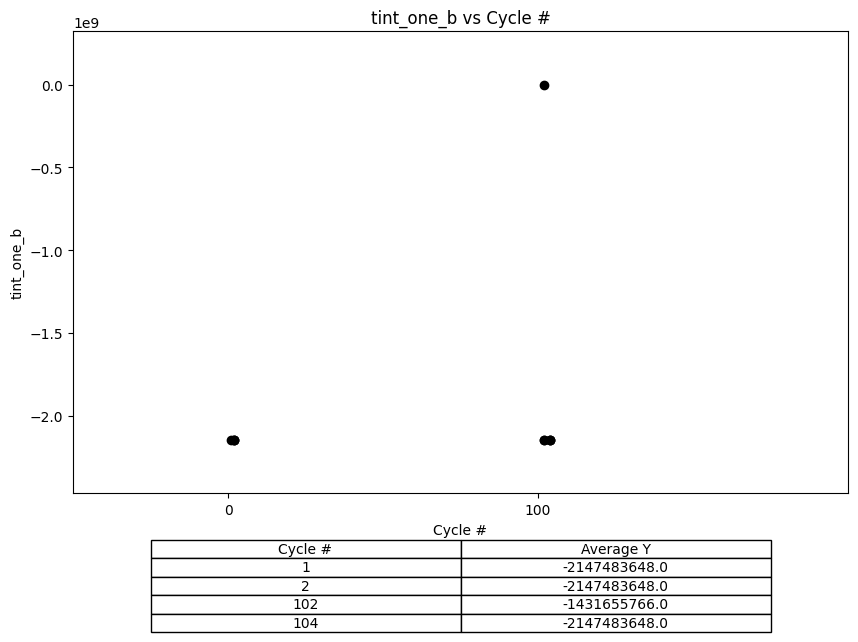 tint_one_b vs Cycle #
1e9
0.0
−0.5
−1.0
−1.5
−2.0
tint_one_b
0 100
Cycle #
Cycle # Average Y
1 -2147483648.0
2 -2147483648.0
102 -1431655766.0
104 -2147483648.0